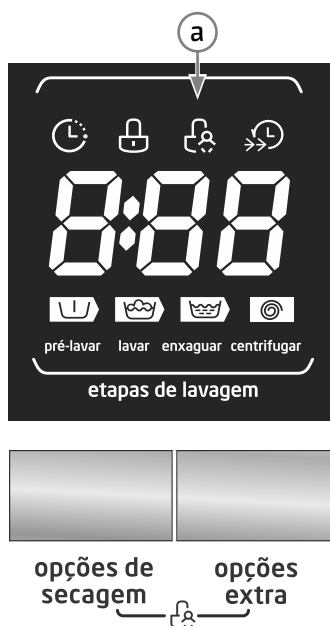 a
8:88
pré-lavar lavar enxaguar centrifugar
etapas de lavagem
opções de secagem
opções extra